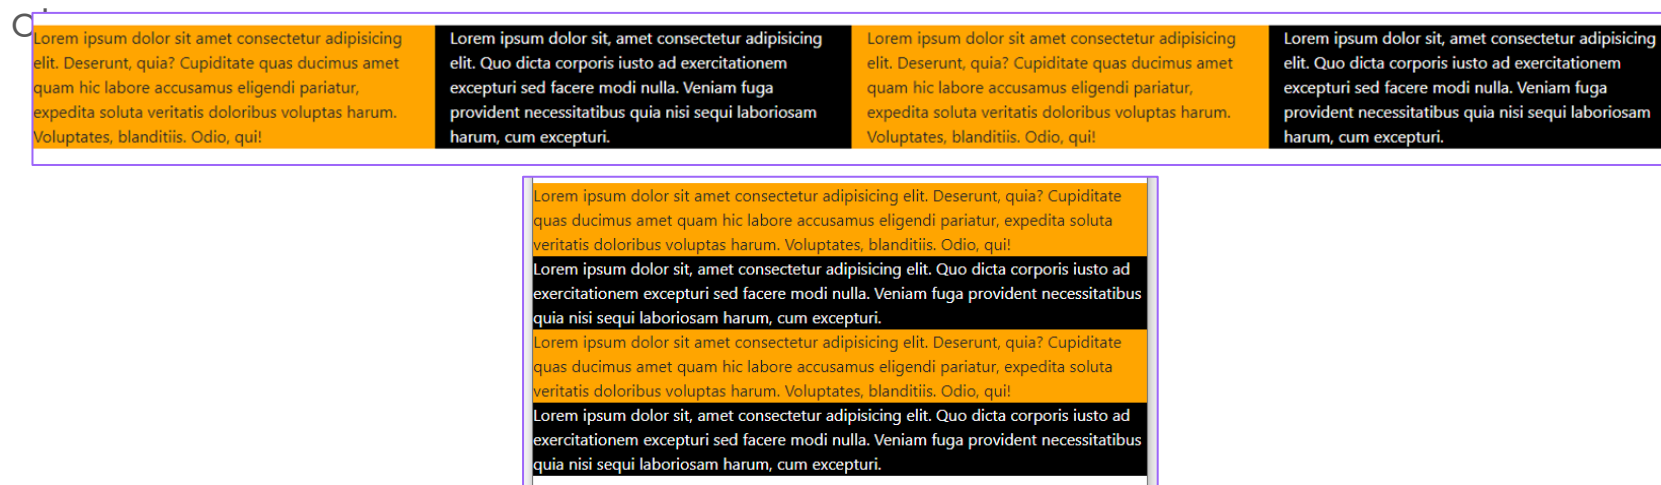 Lorem ipsum dolor sit amet consectetur adipisicing
elit. Deserunt, quia? Cupiditate quas ducimus amet
quam hic labore accusamus eligendi pariatur,
expedita soluta veritatis doloribus voluptas harum.
Voluptates, blanditiis. Odio, qui!
Lorem ipsum dolor sit, amet consectetur adipisicing
elit. Quo dicta corporis iusto ad exercitationem
excepturi sed facere modi nulla. Veniam fuga
provident necessitatibus quia nisi sequi laboriosam
harum, cum excepturi.
Lorem ipsum dolor sit amet consectetur adipisicing
elit. Deserunt, quia? Cupiditate quas ducimus amet
quam hic labore accusamus eligendi pariatur,
expedita soluta veritatis doloribus voluptas harum.
Voluptates, blanditiis. Odio, qui!
Lorem ipsum dolor sit, amet consectetur adipisicing
elit. Quo dicta corporis iusto ad exercitationem
excepturi sed facere modi nulla. Veniam fuga
provident necessitatibus quia nisi sequi laboriosam
harum, cum excepturi.
Lorem ipsum dolor sit amet consectetur adipisicing elit. Deserunt, quia? Cupiditate
quas ducimus amet quam hic labore accusamus eligendi pariatur, expedita soluta
veritatis doloribus voluptas harum. Voluptates, blanditiis. Odio, qui!
Lorem ipsum dolor sit, amet consectetur adipisicing elit. Quo dicta corporis iusto ad
exercitationem excepturi sed facere modi nulla. Veniam fuga provident necessitatibus
quia nisi sequi laboriosam harum, cum excepturi.
Lorem ipsum dolor sit amet consectetur adipisicing elit. Deserunt, quia? Cupiditate
quas ducimus amet quam hic labore accusamus eligendi pariatur, expedita soluta
veritatis doloribus voluptas harum. Voluptates, blanditiis. Odio, qui!
Lorem ipsum dolor sit, amet consectetur adipisicing elit. Quo dicta corporis iusto ad
exercitationem excepturi sed facere modi nulla. Veniam fuga provident necessitatibus
quia nisi sequi laboriosam harum, cum excepturi.